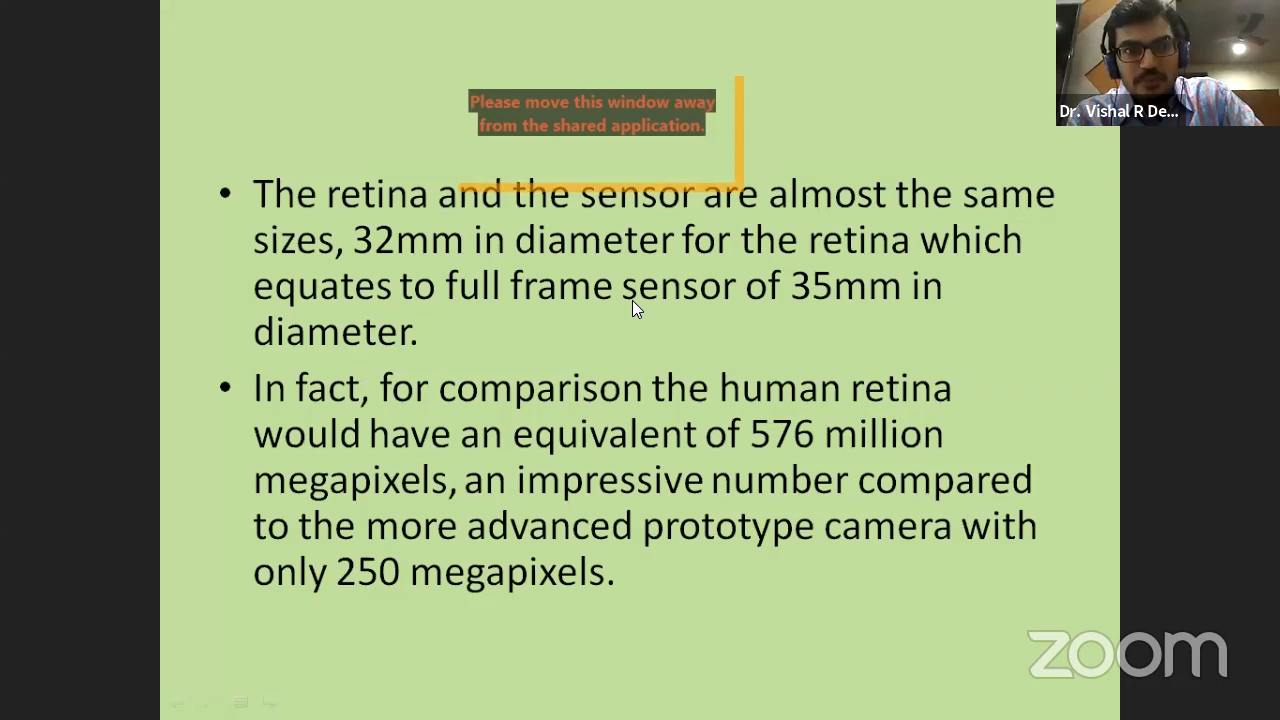 Please move this window away
from the shared application.
Dr. Vishal R De...
• The retina and the sensor are almost the same
sizes, 32mm in diameter for the retina which
equates to full frame sensor of 35mm in
diameter.
• In fact, for comparison the human retina
would have an equivalent of 576 million
megapixels, an impressive number compared
to the more advanced prototype camera with
only 250 megapixels.
zoom